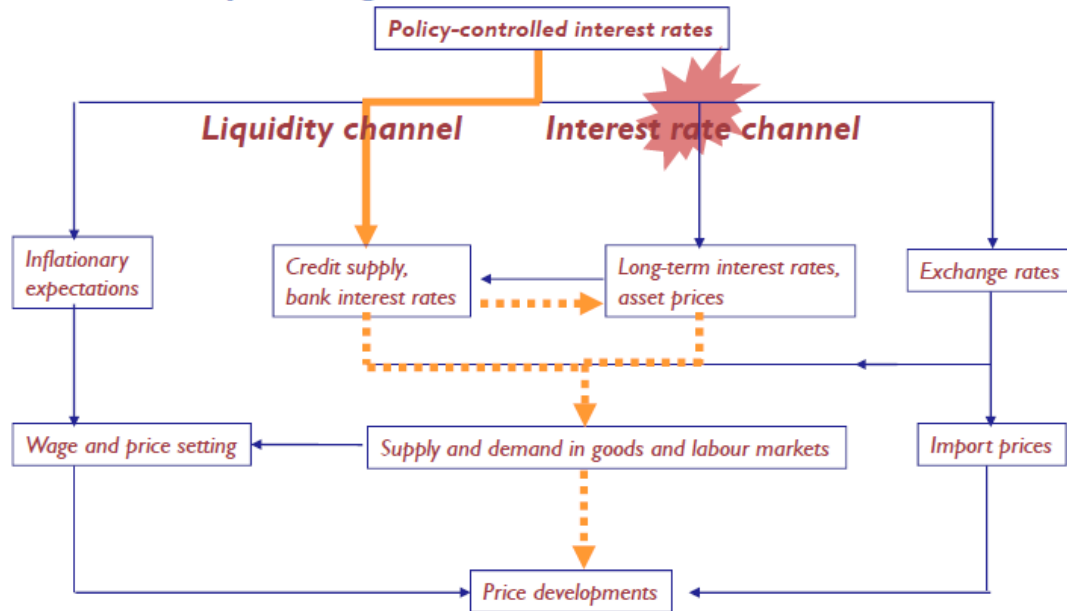 Policy-controlled interest rates
Liquidity channel
Interest rate channel
Inflationary
expectations
Credit supply,
bank interest rates
Long-term interest rates,
asset prices
Exchange rates
Wage and price setting
Supply and demand in goods and labour markets
Import prices
Price developments